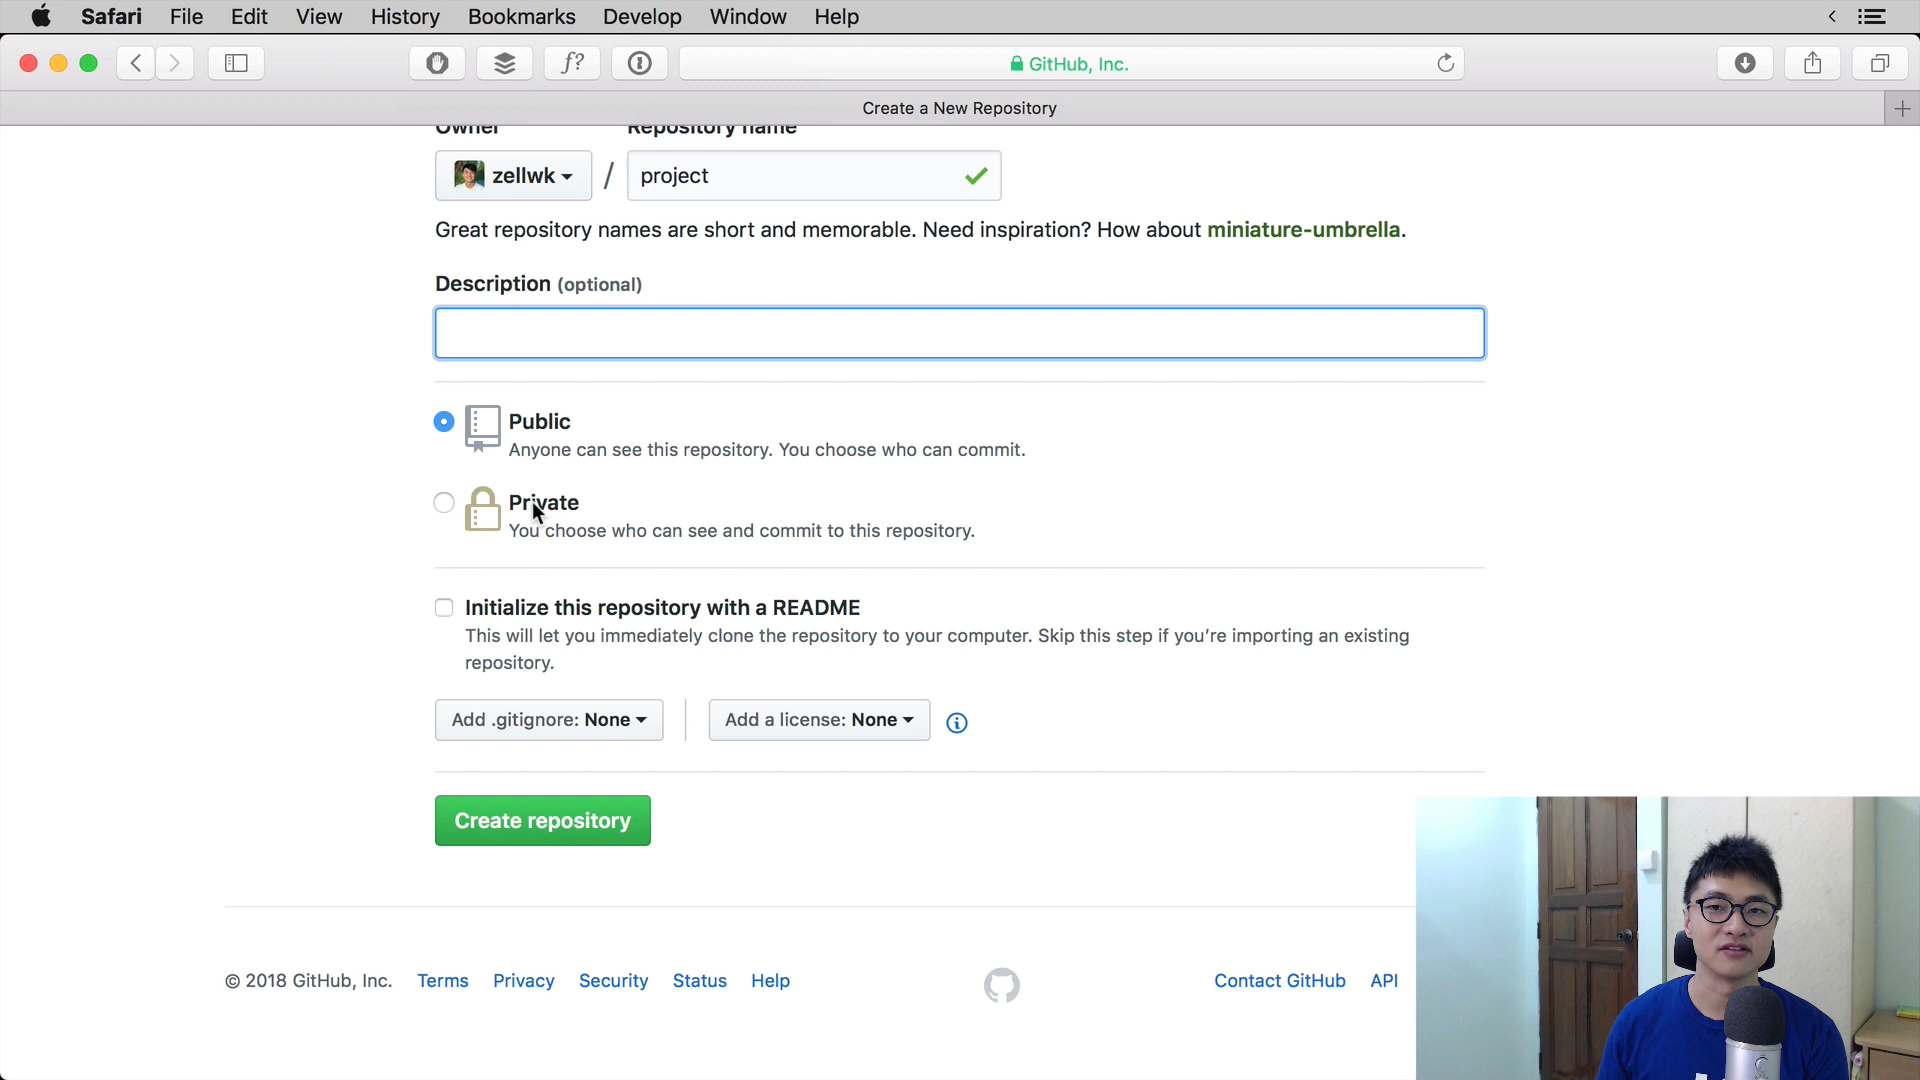 Safari File Edit View History Bookmarks Develop Window Help
f?
GitHub, Inc.
Create a New Repository
Owner Repository name
zellwk / project
Great repository names are short and memorable. Need inspiration? How about miniature-umbrella.
Description (optional)
Public
Anyone can see this repository. You choose who can commit.
Private
You choose who can see and commit to this repository.
Initialize this repository with a README
This will let you immediately clone the repository to your computer. Skip this step if you’re importing an existing
repository.
Add .gitignore: None Add a license: None
Create repository
© 2018 GitHub, Inc. Terms Privacy Security Status Help Contact GitHub API